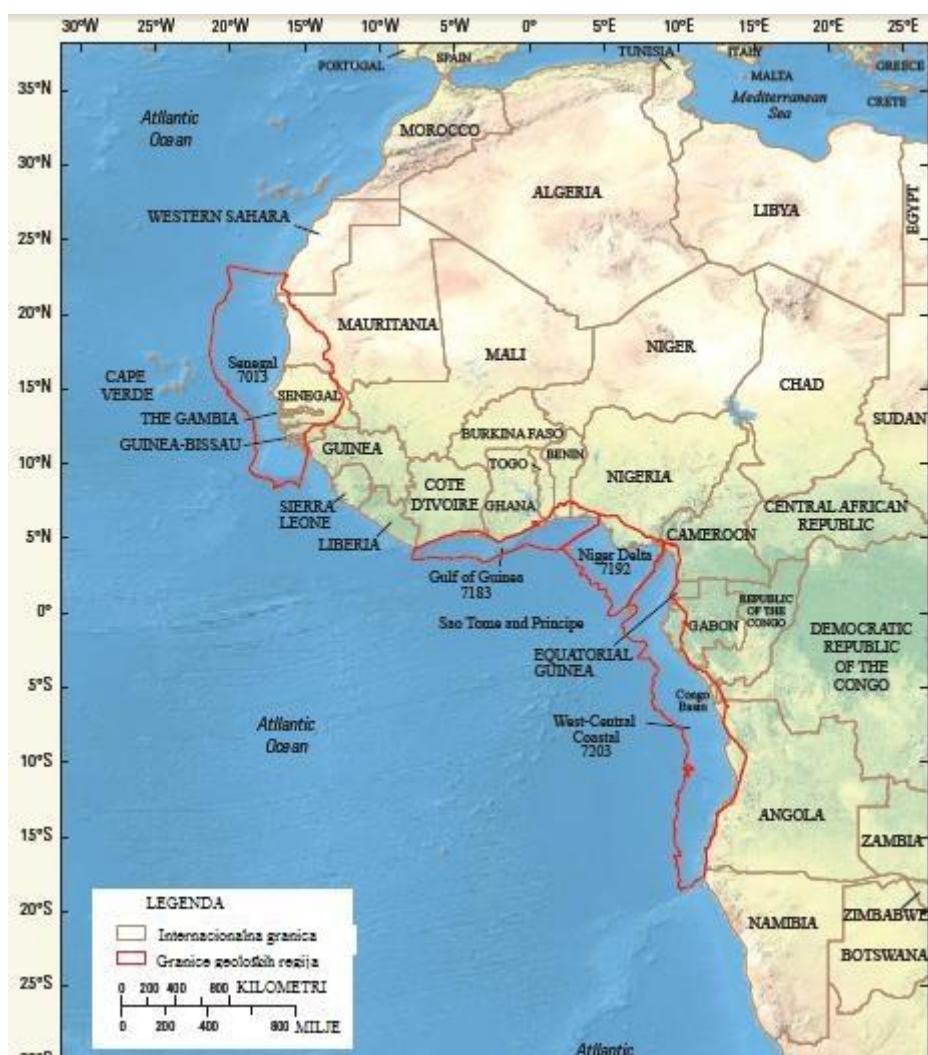 30°W 25°W 20°W 15°W 10°W 5°W 0° 5°E 10°E 15°E 20°E 25°E
PORTUGAL
SPAIN
TUNISIA
ITALY
GREECE
MALTA
CRETE
Mediterranean
Sea
35°N
Atllantic
Ocean
MOROCCO
30°N
ALGERIA
LIBYA
EGYPT
WESTERN SAHARA
25°N
20°N
MAURITANIA
MALI
NIGER
CHAD
SUDAN
Senegal
7013
CAPE
VERDE
15°N
SENEGAL
THE GAMBIA
GUINEA-BISSAU
GUINEA
BURKINA FASO
BENIN
TOGO
NIGERIA
10°N
COTE
D'IVOIRE
GHANA
SIERRA
LEONE
LIBERIA
CENTRAL AFRICAN
REPUBLIC
CAMEROON
5°N
Gulf of Guinea
7183
Niger Delta
7192
0°
Sao Tome and Principe
EQUATORIAL
GUINEA
GABON
REPUBLIC
OF THE
CONGO
DEMOCRATIC
REPUBLIC
OF THE
CONGO
5°S
Congo
Basin
West-Central
Coastal
7203
Atllantic
Ocean
10°S
ANGOLA
15°S
ZAMBIA
20°S
NAMIBIA
ZIMBABWE
BOTSWANA
25°S
LEGENDA
Internacionalna granica
Granice geoloških regija
0 200 400 800 KILOMETRI
0 200 400 800 MILJE
Atllantic